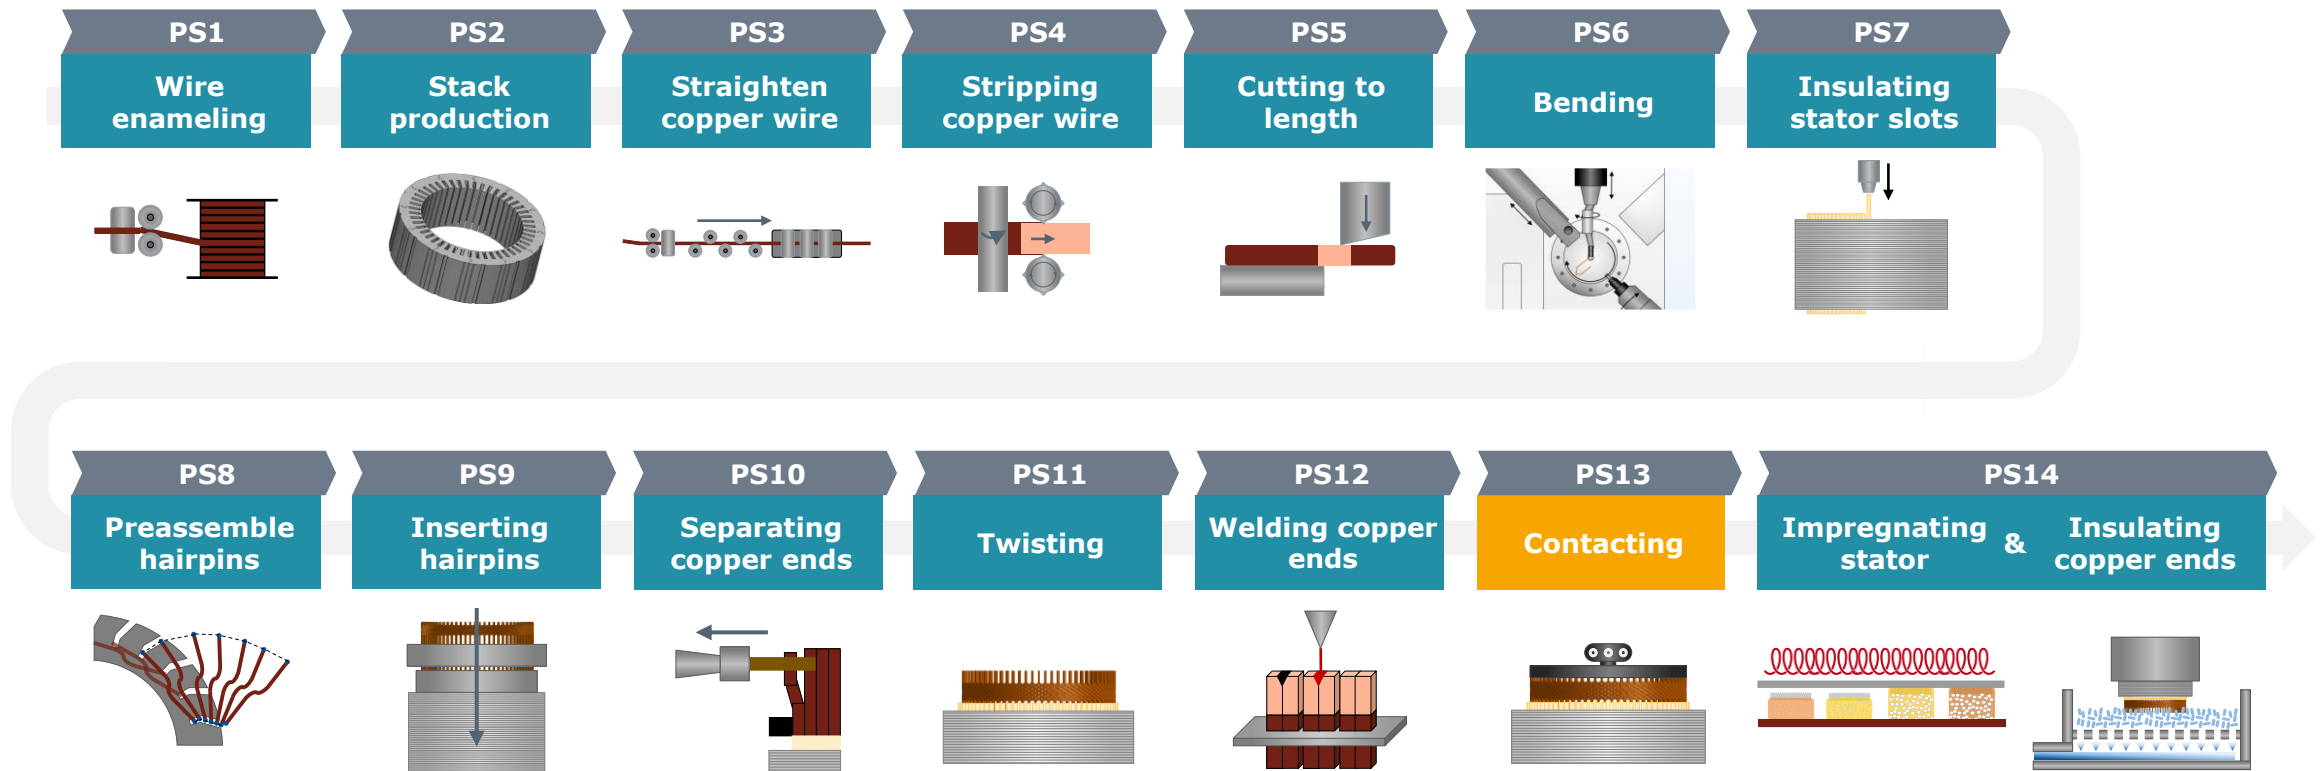 PS1
Wire
enameling
PS2
Stack
production
PS3
Straighten
copper wire
PS4
Stripping
copper wire
PS5
Cutting to
length
PS6
Bending
PS7
Insulating
stator slots
PS8
Preassemble
hairpins
PS9
Inserting
hairpins
PS10
Separating
copper ends
PS11
Twisting
PS12
Welding copper
ends
PS13
Contacting
PS14
Impregnating
stator
&
Insulating
copper ends